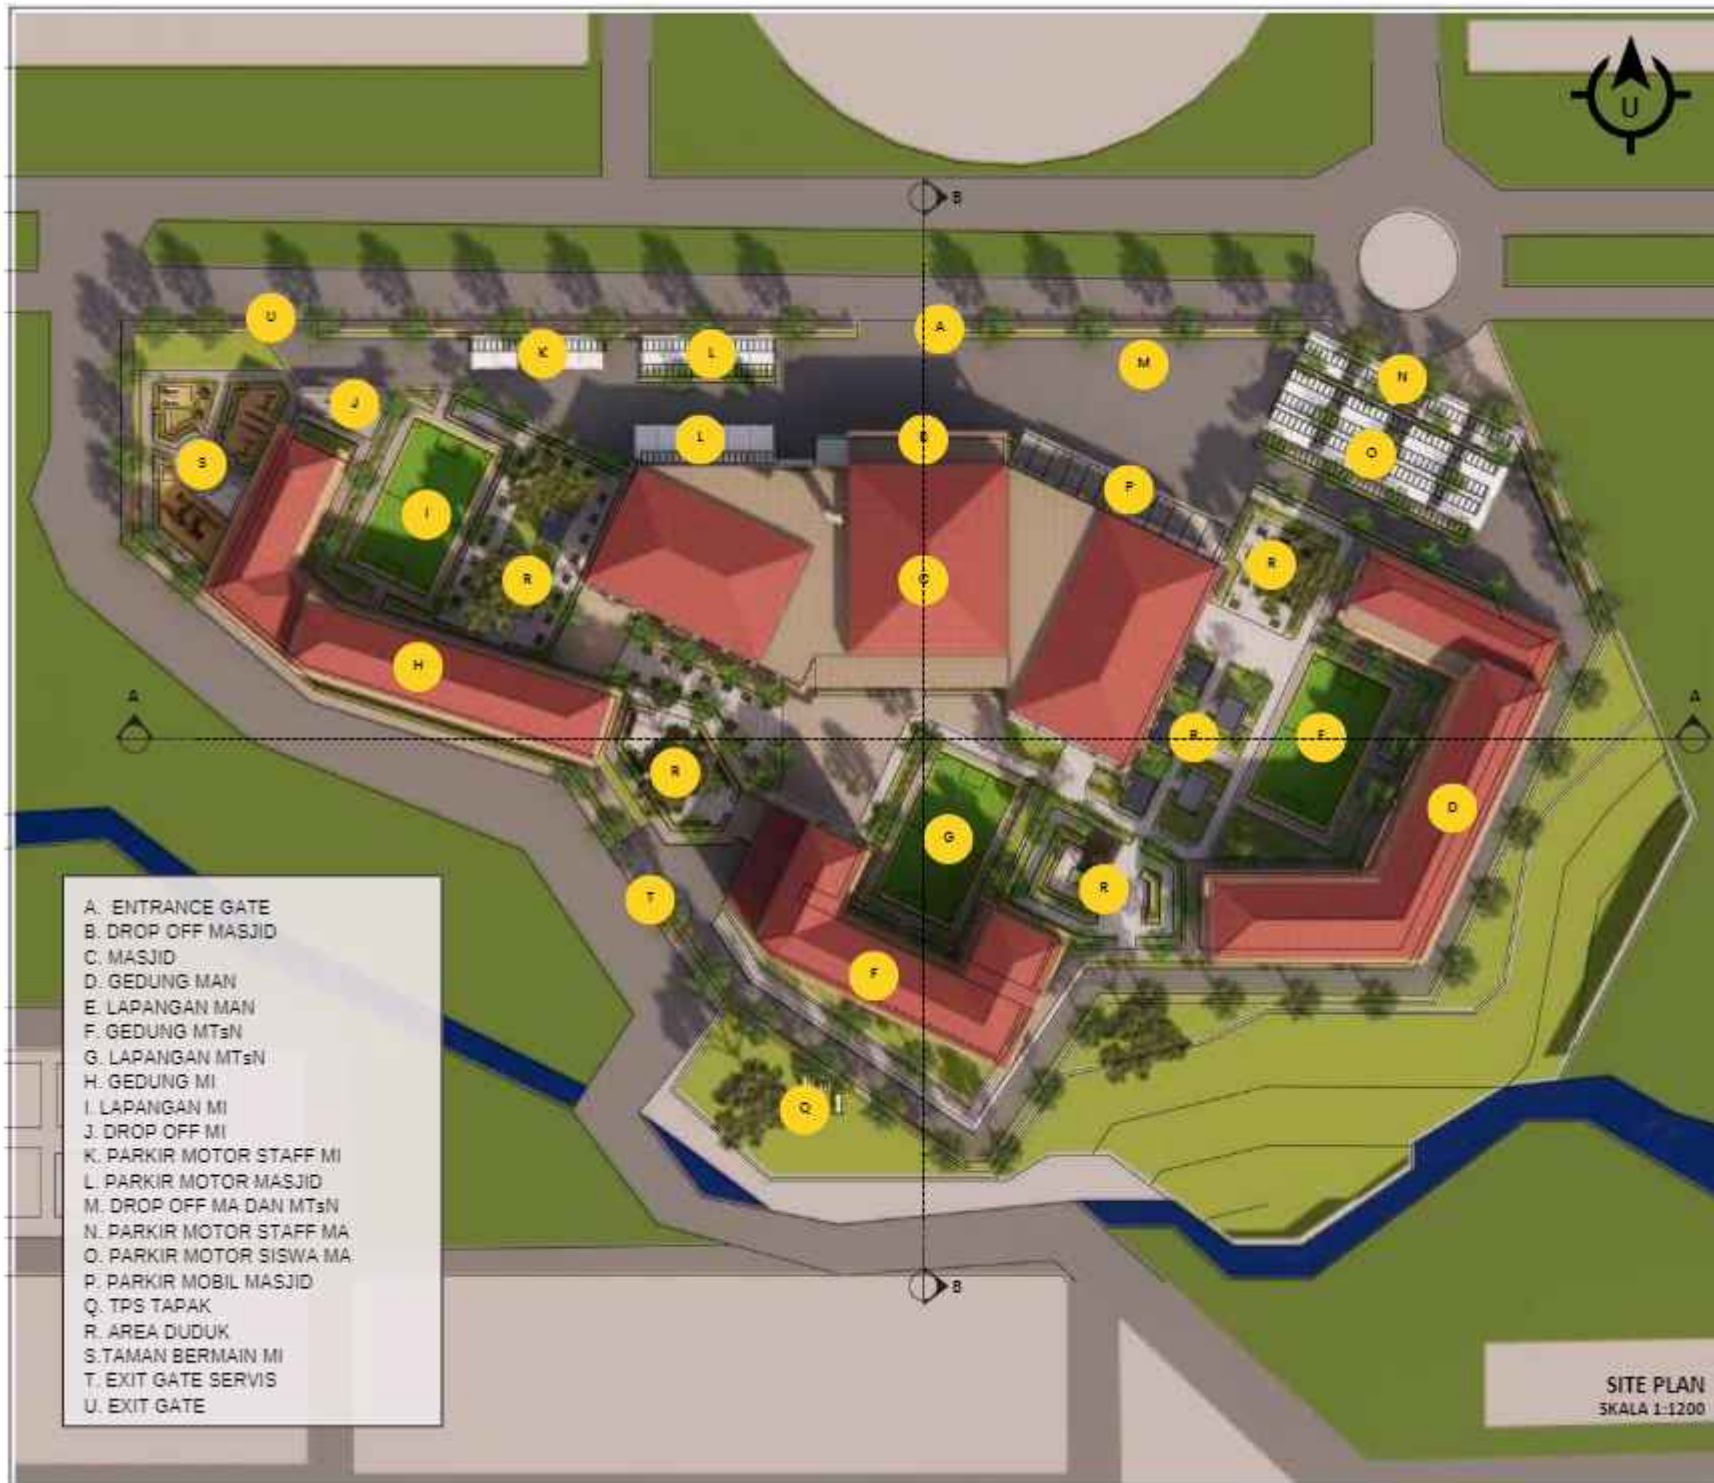 U
B
U
A
K
L
M
N
J
L
B
O
S
P
I
R
C
R
H
A
A
R
E
R
D
G
T
R
F
Q
B
A. ENTRANCE GATE
B. DROP OFF MASJID
C. MASJID
D. GEDUNG MAN
E. LAPANGAN MAN
F. GEDUNG MTsN
G. LAPANGAN MTsN
H. GEDUNG MI
I. LAPANGAN MI
J. DROP OFF MI
K. PARKIR MOTOR STAFF MI
L. PARKIR MOTOR MASJID
M. DROP OFF MA DAN MTsN
N. PARKIR MOTOR STAFF MA
O. PARKIR MOTOR SISWA MA
P. PARKIR MOBIL MASJID
Q. TPS TAPAK
R. AREA DUDUK
S.TAMAN BERMAIN MI
T. EXIT GATE SERVIS
U. EXIT GATE
SITE PLAN
SKALA 1:1200